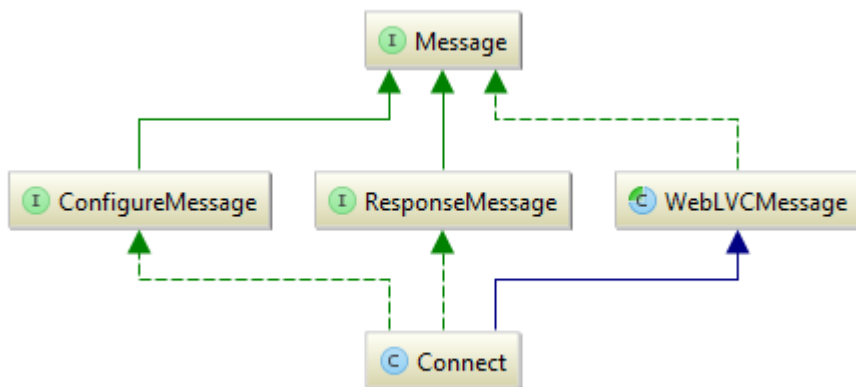 I Message
I ConfigureMessage
I ResponseMessage
C WebLVCMessage
C Connect